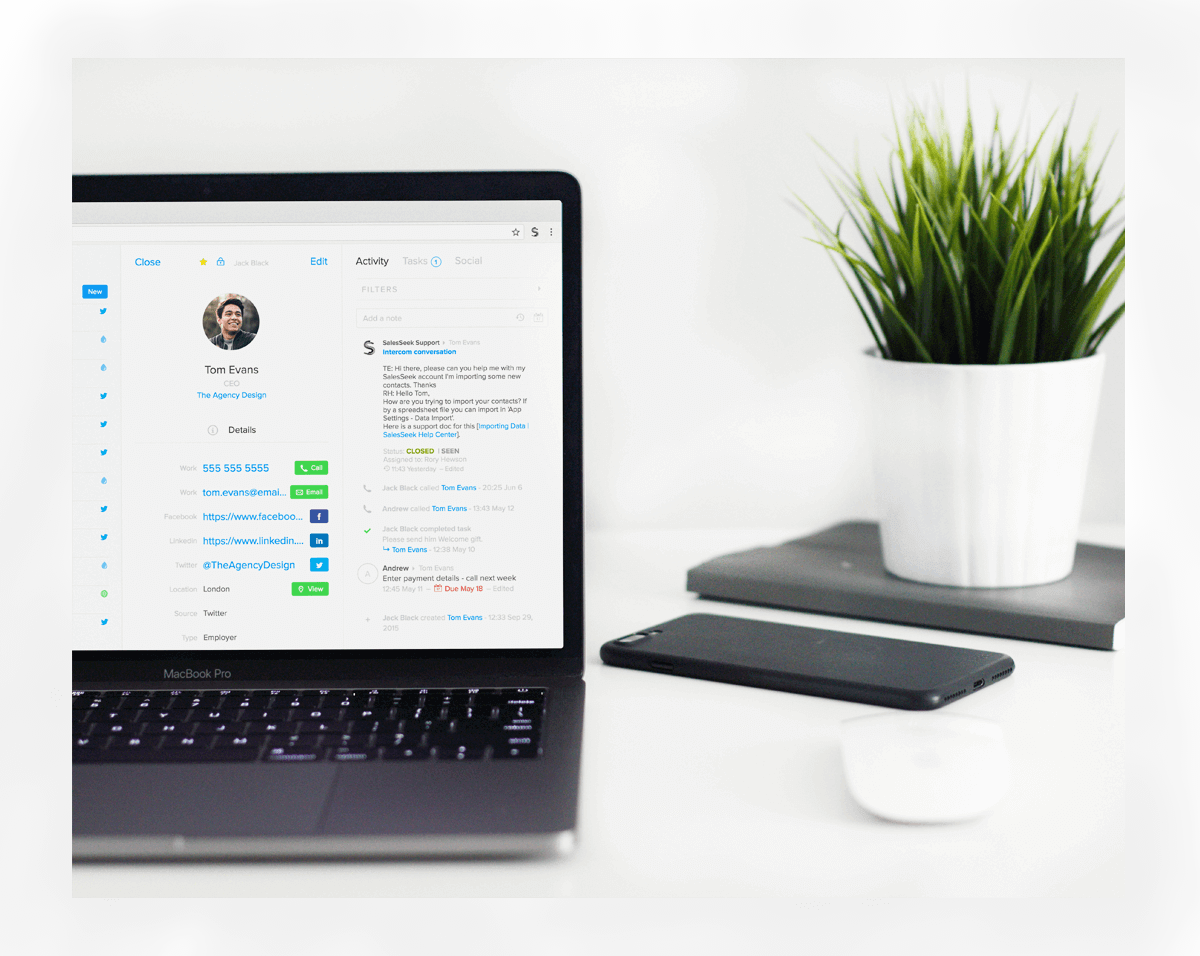 Close
Jack Black
Edit
New
Tom Evans
CEO
The Agency Design
Details
Work 555 555 5555 Call
Work tom.evans@emai... Email
Facebook https://www.faceboo... f
LinkedIn https://www.linkedin.... in
Twitter @TheAgencyDesign
Location London View
Source Twitter
Type Employer
Activity Tasks 1 Social
FILTERS
Add a note
SalesSeek Support Tom Evans
Intercom conversation
TE: Hi there, please can you help me with my
SalesSeek account I'm importing some new
contacts. Thanks
RH: Hello Tom,
How are you trying to import your contacts? If
by a spreadsheet file you can import in 'App
Settings - Data Import'.
Here is a support doc for this [Importing Data |
SalesSeek Help Center].
Status: CLOSED | SEEN
Assigned to: Rory Hewson
11:43 Yesterday – Edited
Jack Black called Tom Evans - 20:25 Jun 6
Andrew called Tom Evans - 13:43 May 12
Jack Black completed task
Please send him Welcome gift.
Tom Evans - 12:38 May 10
A
Andrew Tom Evans
Enter payment details - call next week
12:45 May 11 – Due May 18 – Edited
Jack Black created Tom Evans - 12:33 Sep 29,
2015
MacBook Pro